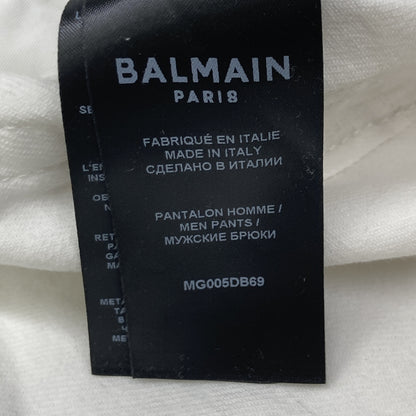 BALMAIN
PARIS
FABRIQUÉ EN ITALIE
MADE IN ITALY
СДЕЛАНО В ИТАЛИИ
PANTALON HOMME /
MEN PANTS /
МУЖСКИЕ БРЮКИ
MG005DB69